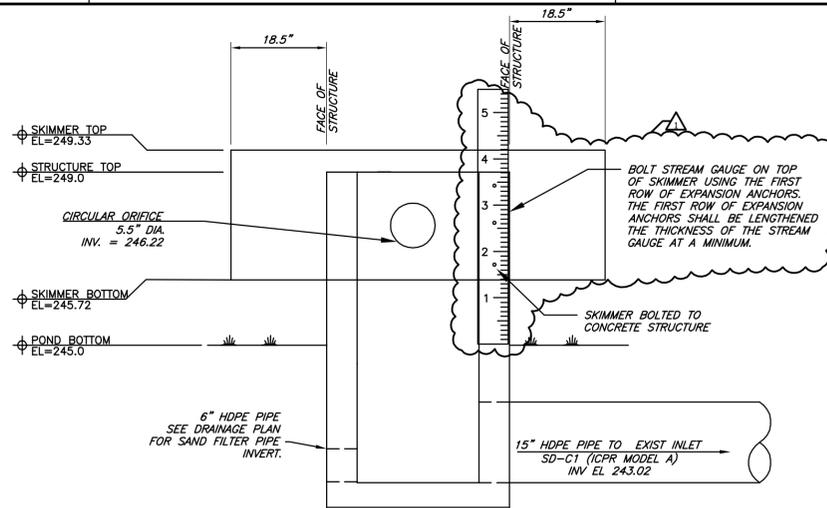 18.5"
18.5"
FACE OF
STRUCTURE
FACE OF
STRUCTURE
SKIMMER TOP
EL=249.33
STRUCTURE TOP
EL=249.0
CIRCULAR ORIFICE
5.5" DIA.
INV. = 246.22
SKIMMER BOTTOM
EL=245.72
POND BOTTOM
EL=245.0
5
4
3
2
1
1
BOLT STREAM GAUGE ON TOP
OF SKIMMER USING THE FIRST
ROW OF EXPANSION ANCHORS.
THE FIRST ROW OF EXPANSION
ANCHORS SHALL BE LENGTHENED
THE THICKNESS OF THE STREAM
GAUGE AT A MINIMUM.
SKIMMER BOLTED TO
CONCRETE STRUCTURE
6" HDPE PIPE
SEE DRAINAGE PLAN
FOR SAND FILTER PIPE
INVERT.
15" HDPE PIPE TO EXIST INLET
SD-C1 (ICPR MODEL A)
INV EL 243.02